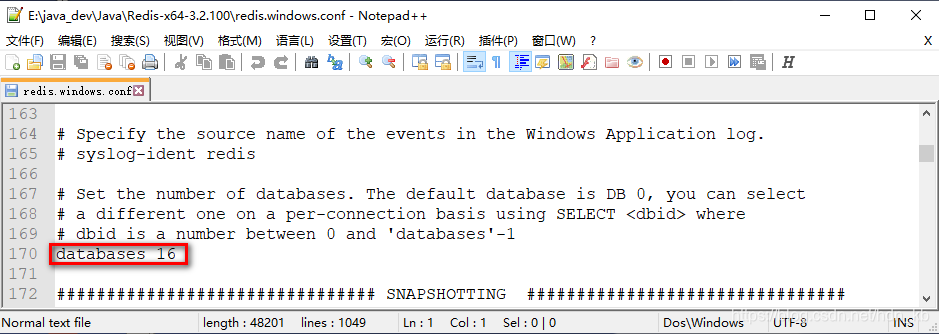 E:\java_dev\Java\Redis-x64-3.2.100\redis.windows.conf - Notepad++
文件(F) 编辑(E) 搜索(S) 视图(V) 格式(M) 语言(L) 设置(T) 宏(O) 运行(R) 插件(P) 窗口(W) ? X
redis.windows.conf
163
164 # Specify the source name of the events in the Windows Application log.
165 # syslog-ident redis
166
167 # Set the number of databases. The default database is DB 0, you can select
168 # a different one on a per-connection basis using SELECT <dbid> where
169 # dbid is a number between 0 and 'databases'-1
170 databases 16
171
172 ################################ SNAPSHOTTING ################################
Normal text file length : 48201 lines : 1049 Ln : 1 Col : 1 Sel : 0 | 0 Dos\Windows UTF-8 INS